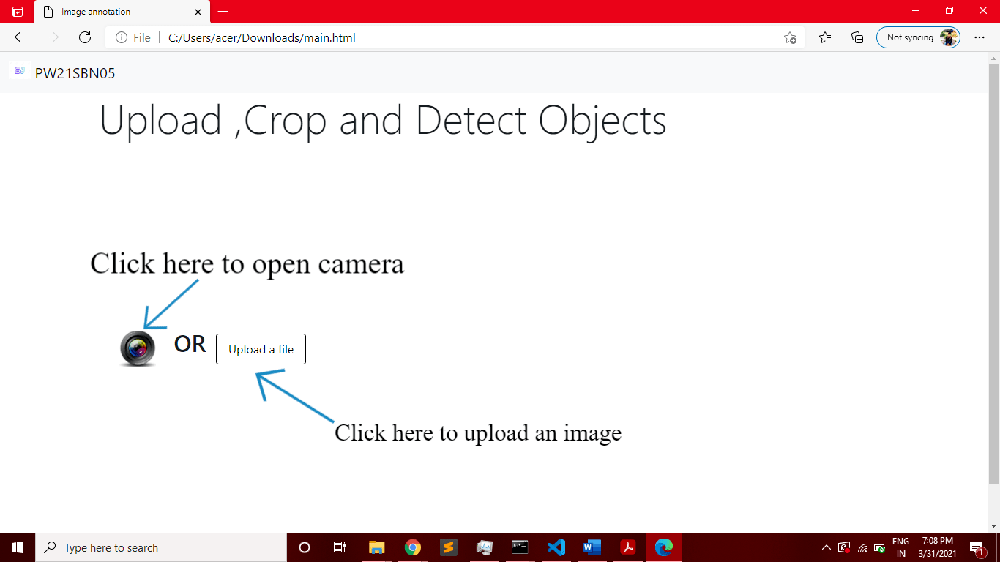 Image annotation
File
C:/Users/acer/Downloads/main.html
Not syncing
PW21SBN05
Upload ,Crop and Detect Objects
Click here to open camera
OR
Upload a file
Click here to upload an image
Type here to search
ENG
IN
7:08 PM
3/31/2021
1